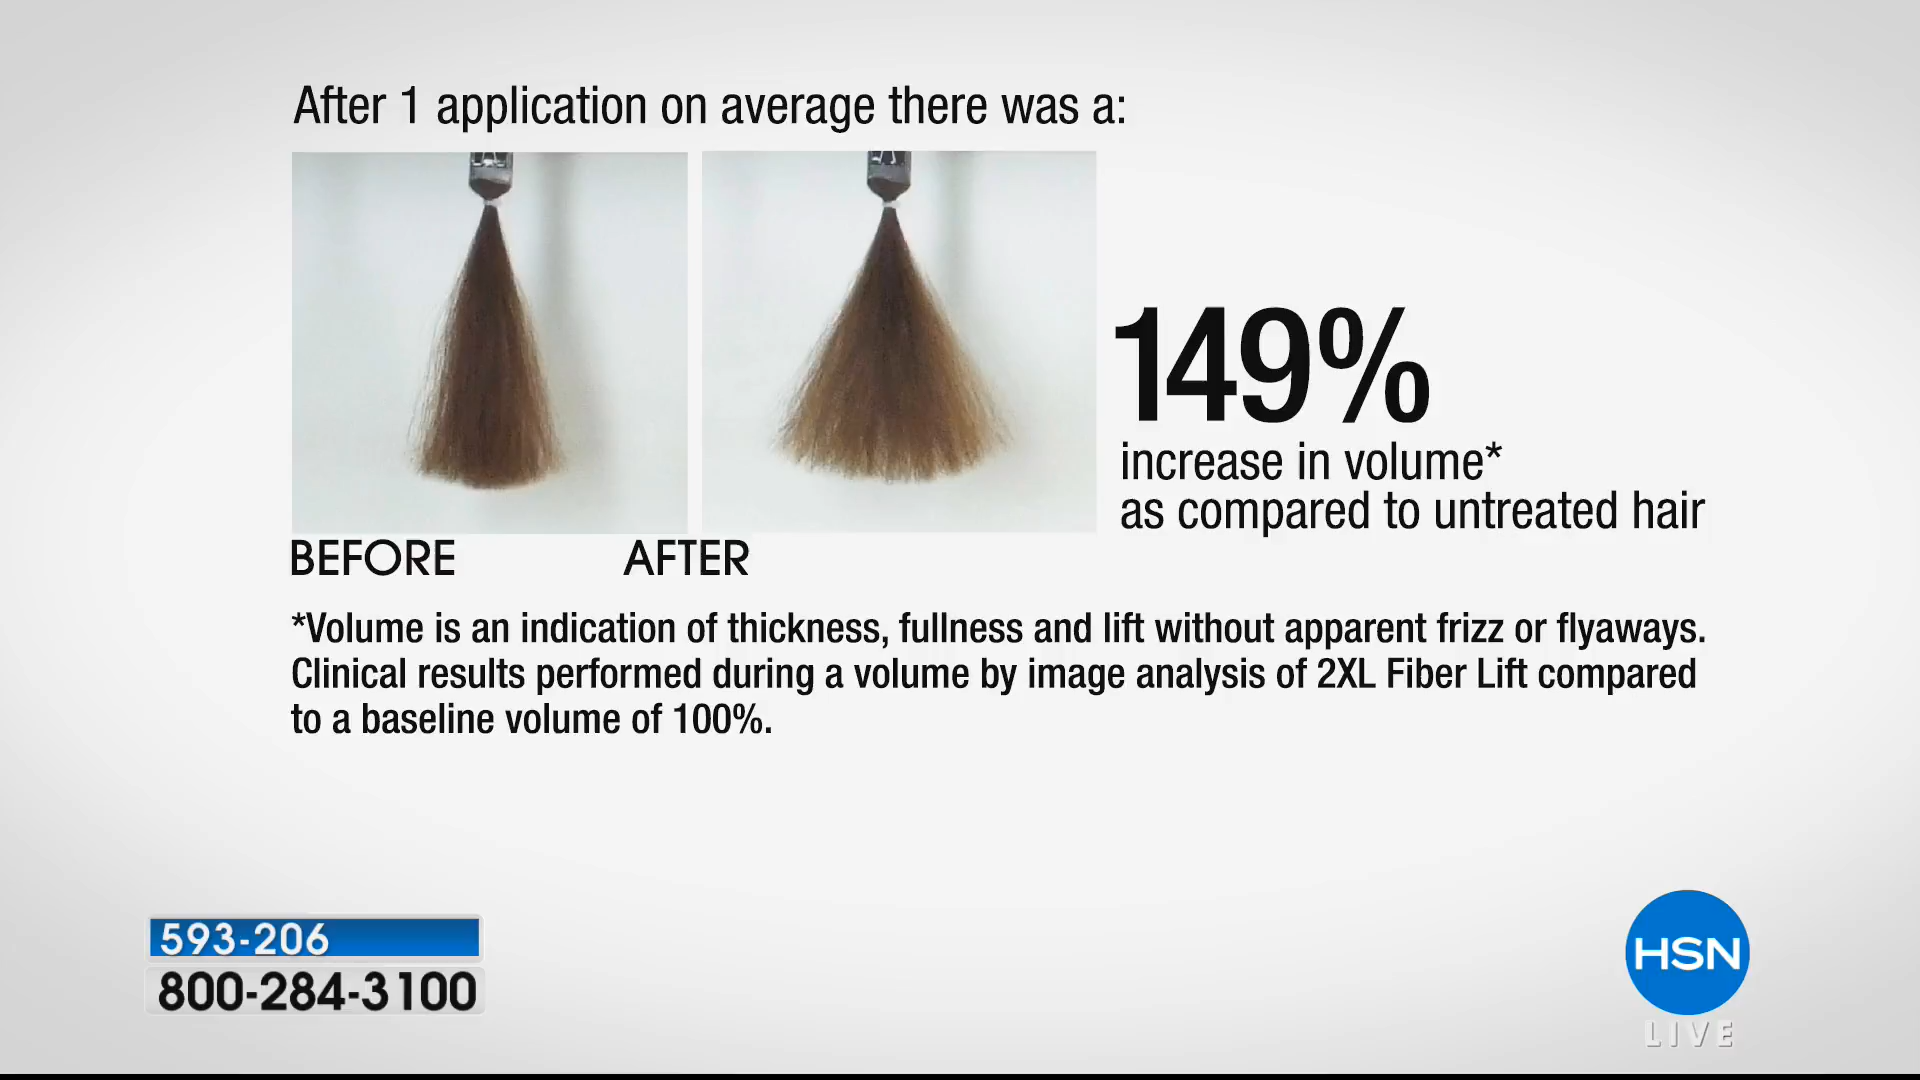 After 1 application on average there was a:
149%
increase in volume*
as compared to untreated hair
BEFORE AFTER
*Volume is an indication of thickness, fullness and lift without apparent frizz or flyaways.
Clinical results performed during a volume by image analysis of 2XL Fiber Lift compared
to a baseline volume of 100%.
593-206
800-284-3100
HSN
LIVE